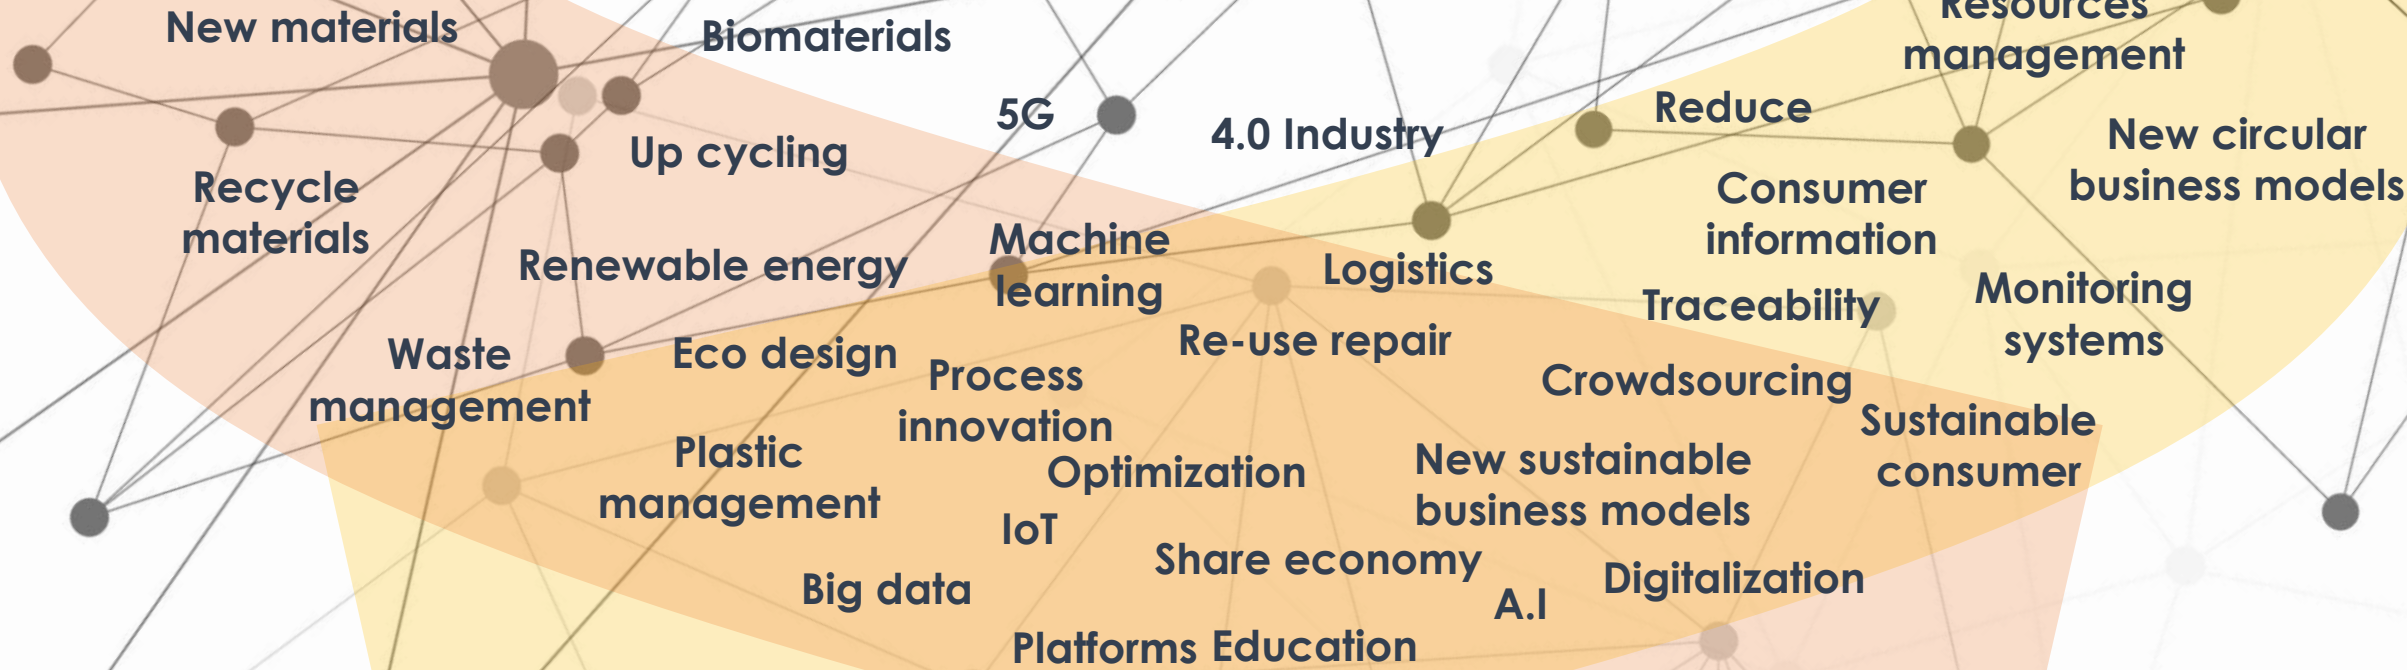 New materials
Biomaterials
Resources
management
5G
4.0 Industry
Reduce
New circular
business models
Up cycling
Recycle
materials
Consumer
information
Renewable energy
Machine
learning
Logistics
Traceability
Monitoring
systems
Waste
management
Eco design
Process
innovation
Re-use repair
Crowdsourcing
Sustainable
consumer
Plastic
management
Optimization
New sustainable
business models
IoT
Share economy
Big data
A.I
Digitalization
Platforms
Education